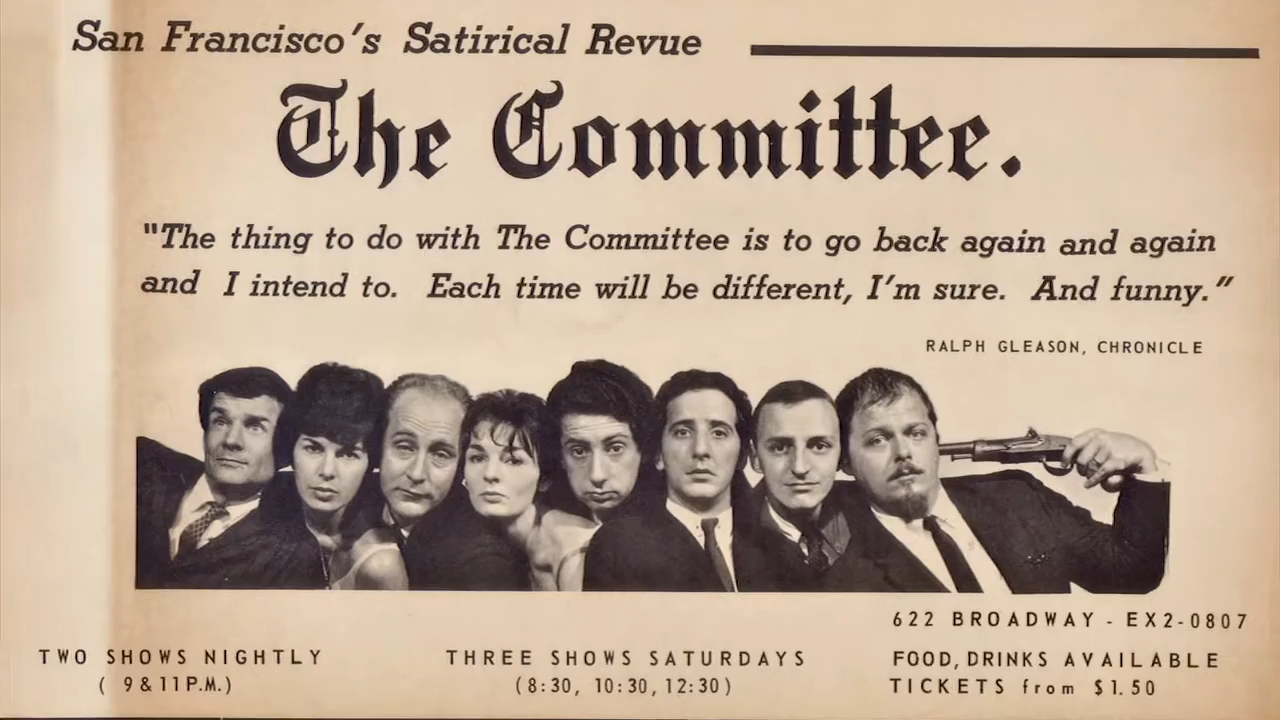 San Francisco's Satirical Revue
The Committee.
"The thing to do with The Committee is to go back again and again
and I intend to. Each time will be different, I'm sure. And funny."
RALPH GLEASON, CHRONICLE
622 BROADWAY - EX2-0807
TWO SHOWS NIGHTLY
( 9 & 11 P.M.)
THREE SHOWS SATURDAYS
(8:30, 10:30, 12:30)
FOOD, DRINKS AVAILABLE
TICKETS from $1.50